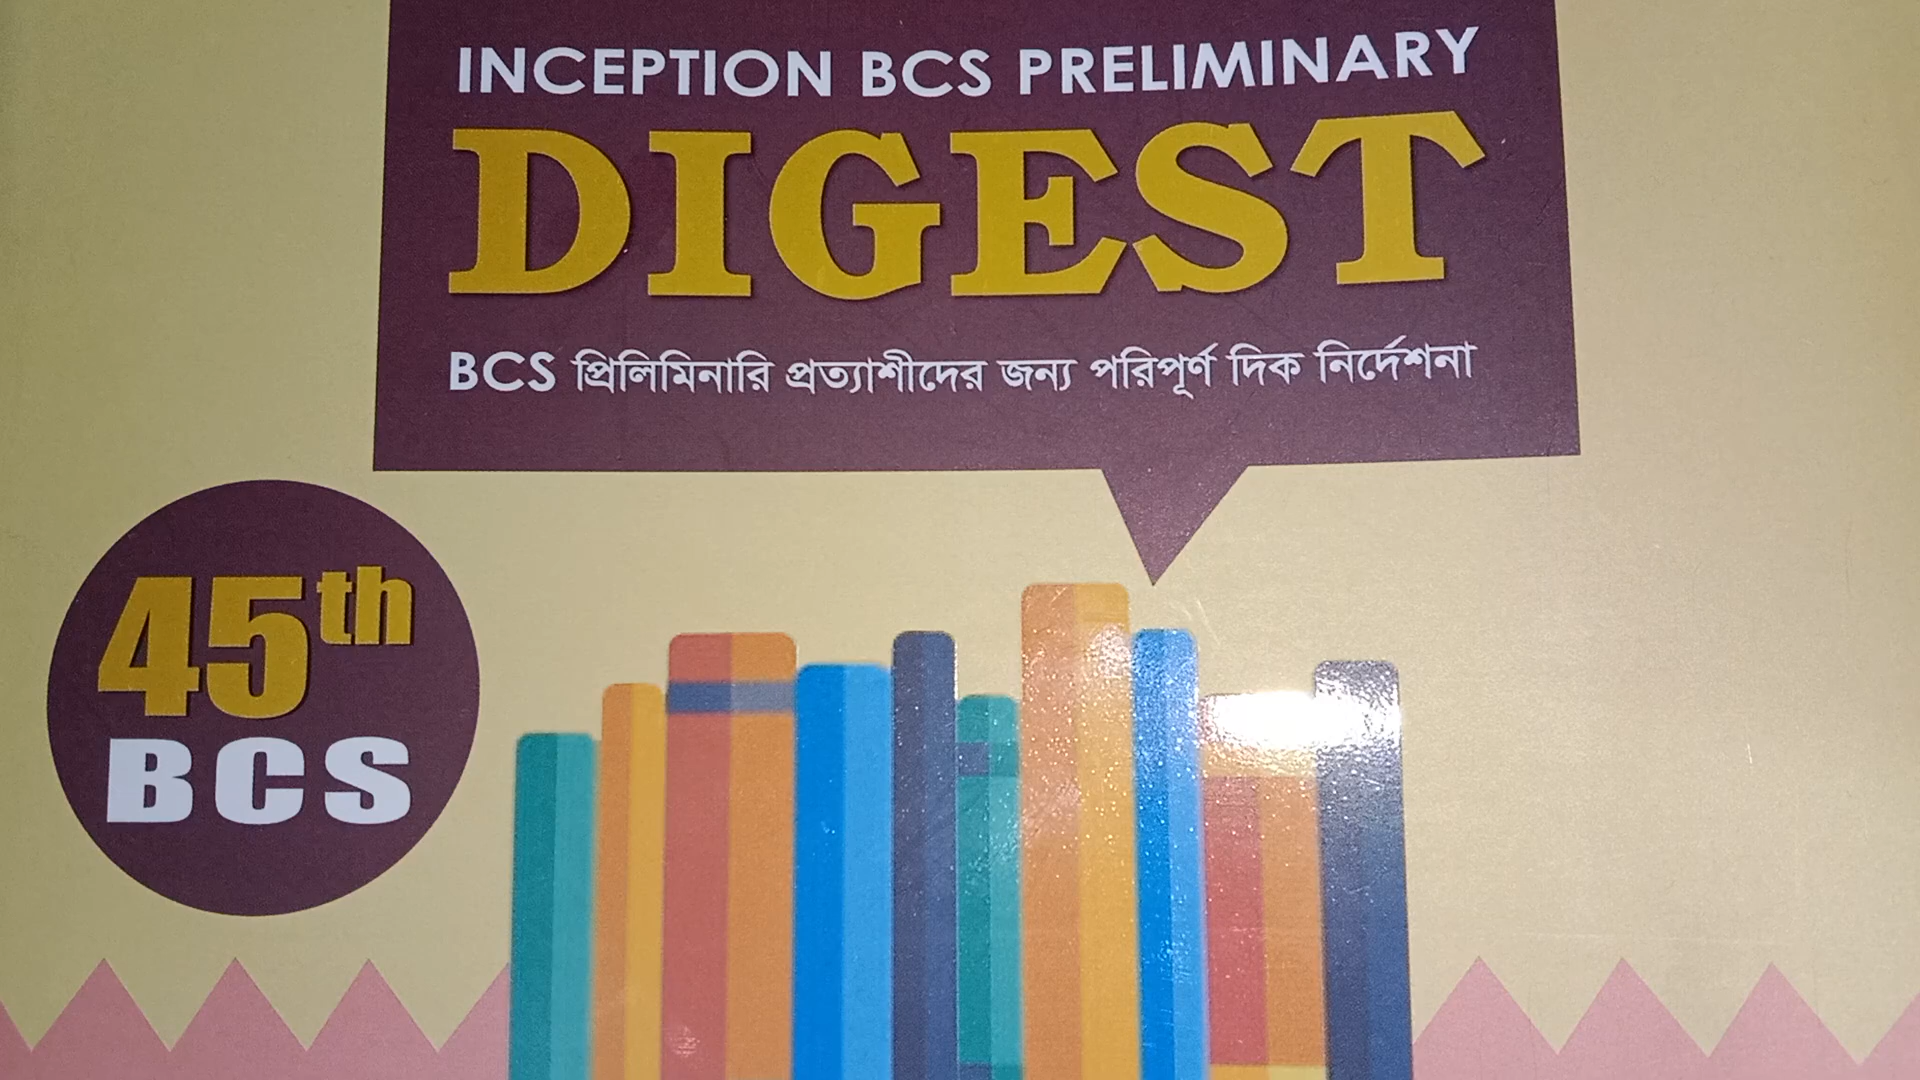 INCEPTION BCS PRELIMINARY
DIGEST
BCS প্রিলিমিনারি প্রত্যাশীদের জন্য পরিপূর্ণ দিক নির্দেশনা
45th
BCS